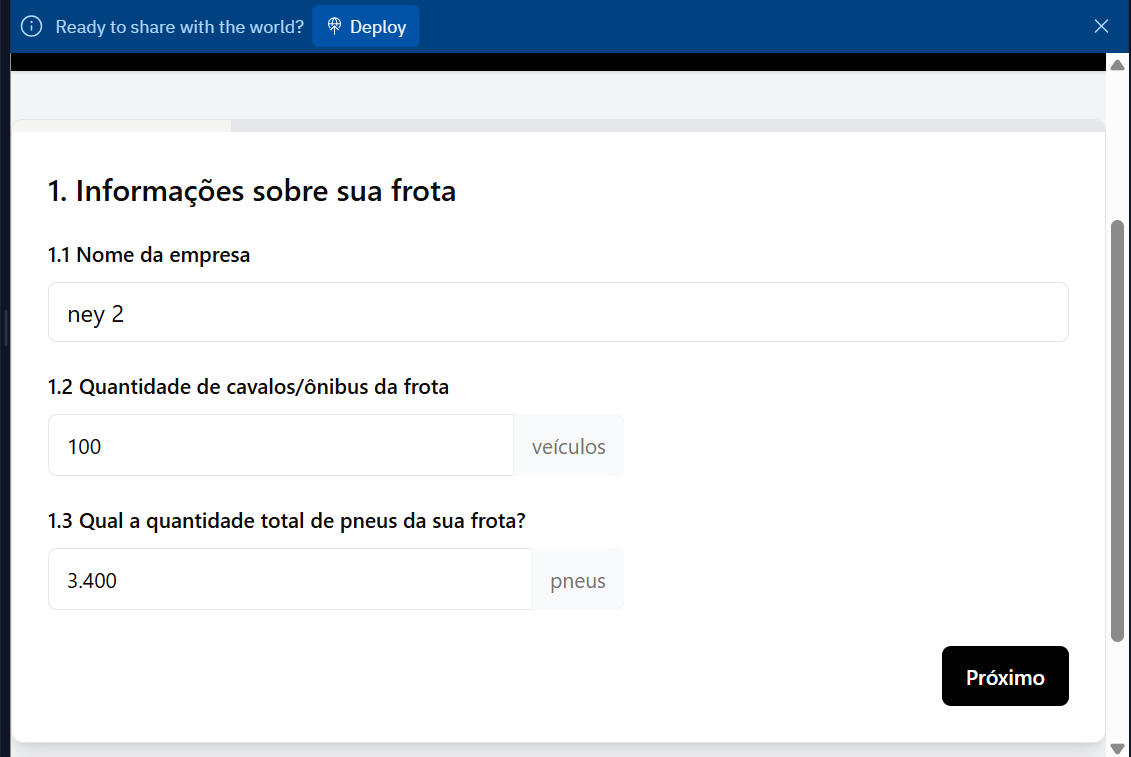 Ready to share with the world? Deploy
1. Informações sobre sua frota
1.1 Nome da empresa
ney 2
1.2 Quantidade de cavalos/ônibus da frota
100 veículos
1.3 Qual a quantidade total de pneus da sua frota?
3.400 pneus
Próximo